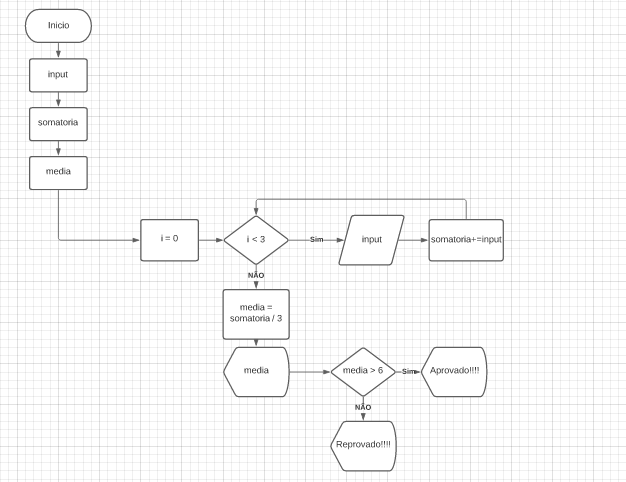 Inicio
input
somatoria
media
i = 0
i < 3
Sim
input
somatoria+=input
NÃO
media =
somatoria / 3
media
media > 6
Sim
Aprovado!!!!
NÃO
Reprovado!!!!